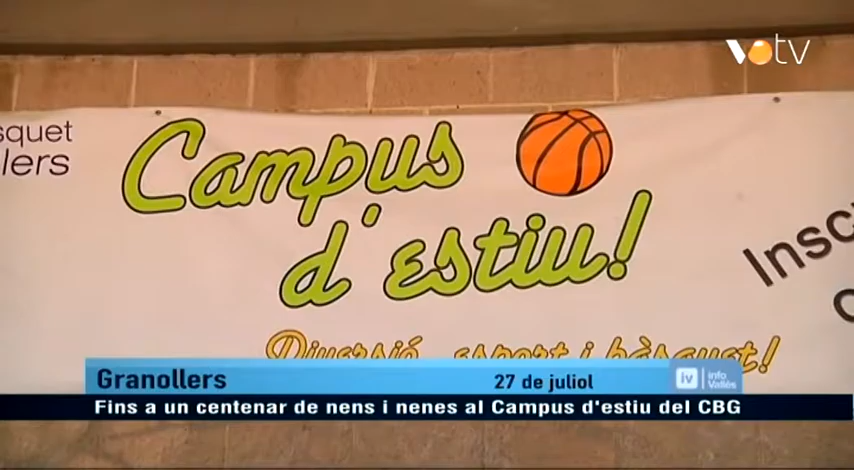 votv
squet
llers
Campus
d'estiu!
Diversió, esport i bàsquet!
Granollers
27 de juliol
iv info Vallès
Fins a un centenar de nens i nenes al Campus d'estiu del CBG